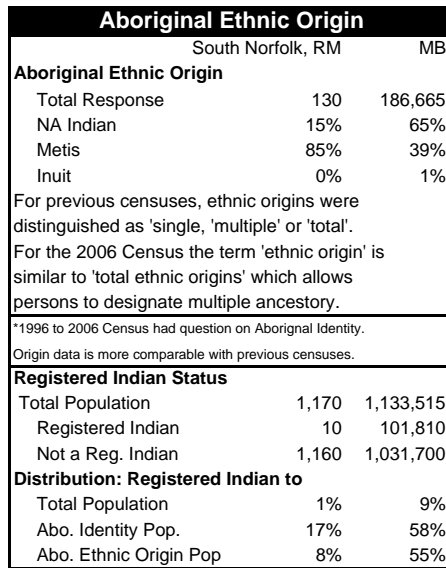 Aboriginal Ethnic Origin
South Norfolk, RM MB
Aboriginal Ethnic Origin
Total Response 130 186,665
NA Indian 15% 65%
Metis 85% 39%
Inuit 0% 1%
For previous censuses, ethnic origins were
distinguished as 'single, 'multiple' or 'total'.
For the 2006 Census the term 'ethnic origin' is
similar to 'total ethnic origins' which allows
persons to designate multiple ancestory.
*1996 to 2006 Census had question on Aborignal Identity.
Origin data is more comparable with previous censuses.
Registered Indian Status
Total Population 1,170 1,133,515
Registered Indian 10 101,810
Not a Reg. Indian 1,160 1,031,700
Distribution: Registered Indian to
Total Population 1% 9%
Abo. Identity Pop. 17% 58%
Abo. Ethnic Origin Pop 8% 55%